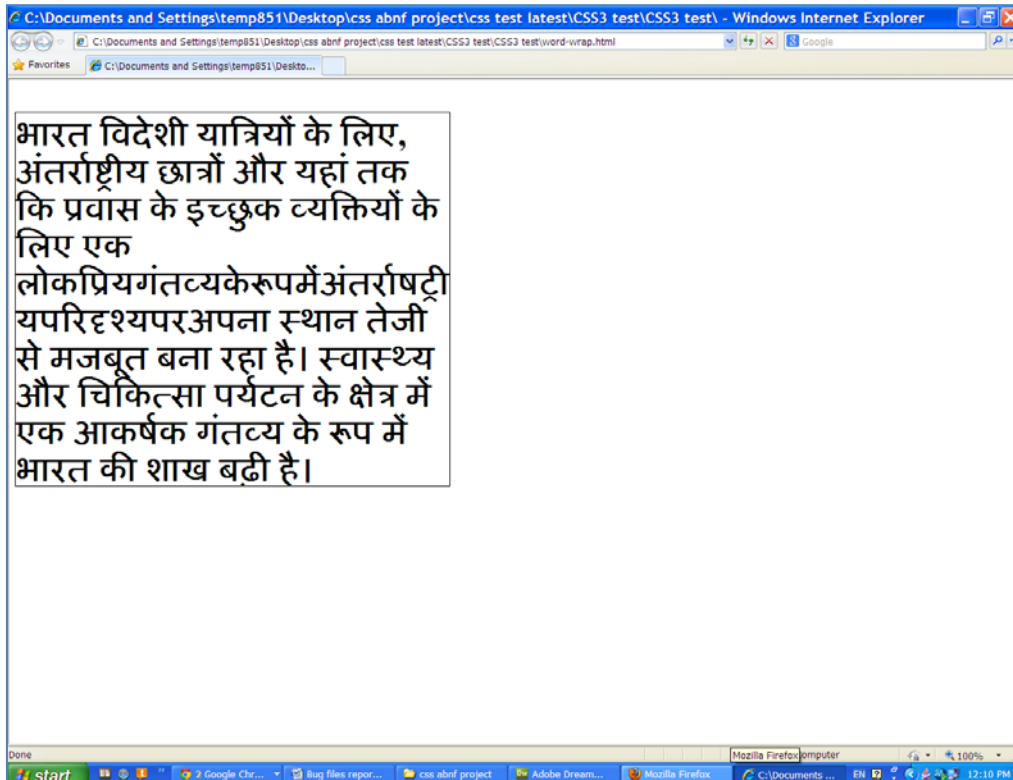 C:\Documents and Settings\temp851\Desktop\css abnf project\css test latest\CSS3 test\CSS3 test\ - Windows Internet Explorer
C:\Documents and Settings\temp851\Desktop\css abnf project\css test latest\CSS3 test\CSS3 test\word-wrap.html
Google
Favorites
C:\Documents and Settings\temp851\Deskto...
भारत विदेशी यात्रियों के लिए,
अंतर्राष्ट्रीय छात्रों और यहां तक
कि प्रवास के इच्छुक व्यक्तियों के
लिए एक
लोकप्रियगंतव्यकेरूपमेंअंतर्राषट्री
यपरिदृश्यपरअपना स्थान तेजी
से मजबूत बना रहा है। स्वास्थ्य
और चिकित्सा पर्यटन के क्षेत्र में
एक आकर्षक गंतव्य के रूप में
भारत की शाख बढ़ी है।
Done
Mozilla Firefox
omputer
100%
start
2 Google Chr...
Bug files repor...
css abnf project
Adobe Dream...
Mozilla Firefox
C:\Documents ...
EN
12:10 PM